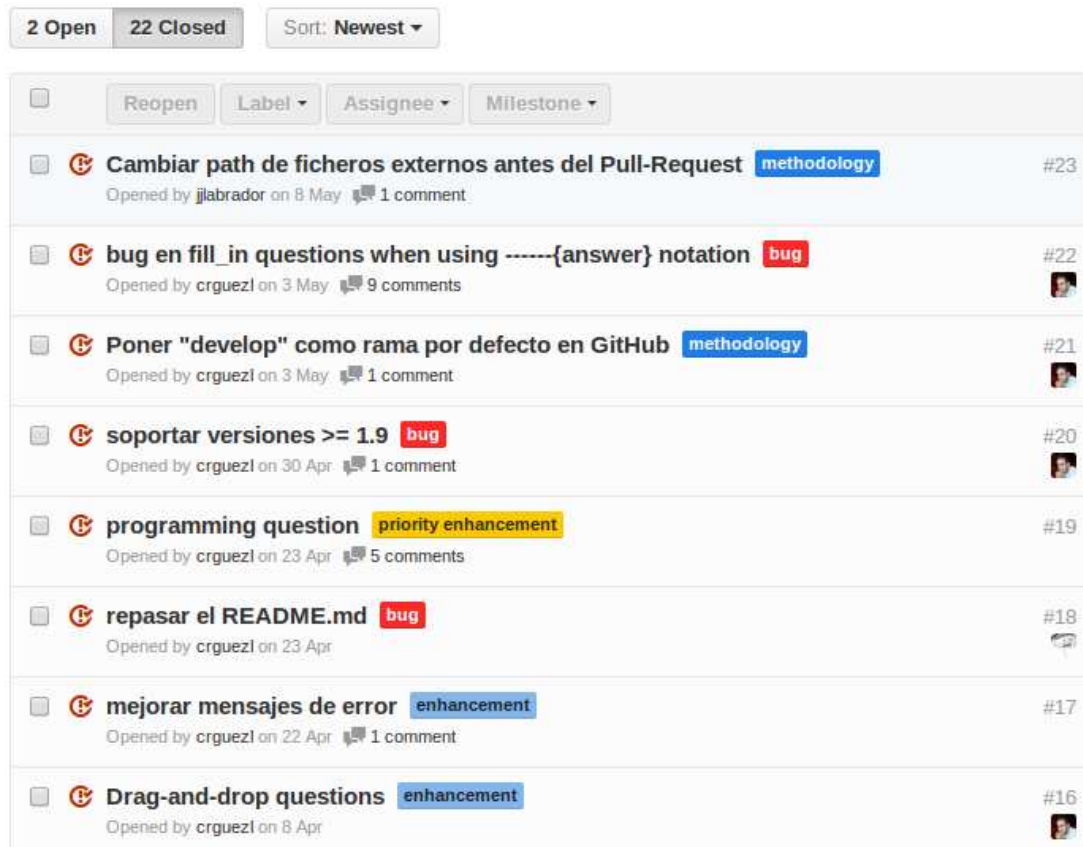 2 Open 22 Closed Sort: Newest
Reopen Label Assignee Milestone
Cambiar path de ficheros externos antes del Pull-Request methodology #23
Opened by jjlabrador on 8 May 1 comment
bug en fill_in questions when using ------{answer} notation bug #22
Opened by crguezl on 3 May 9 comments
Poner "develop" como rama por defecto en GitHub methodology #21
Opened by crguezl on 3 May 1 comment
soportar versiones >= 1.9 bug #20
Opened by crguezl on 30 Apr 1 comment
programming question priority enhancement #19
Opened by crguezl on 23 Apr 5 comments
repasar el README.md bug #18
Opened by crguezl on 23 Apr
mejorar mensajes de error enhancement #17
Opened by crguezl on 22 Apr 1 comment
Drag-and-drop questions enhancement #16
Opened by crguezl on 8 Apr